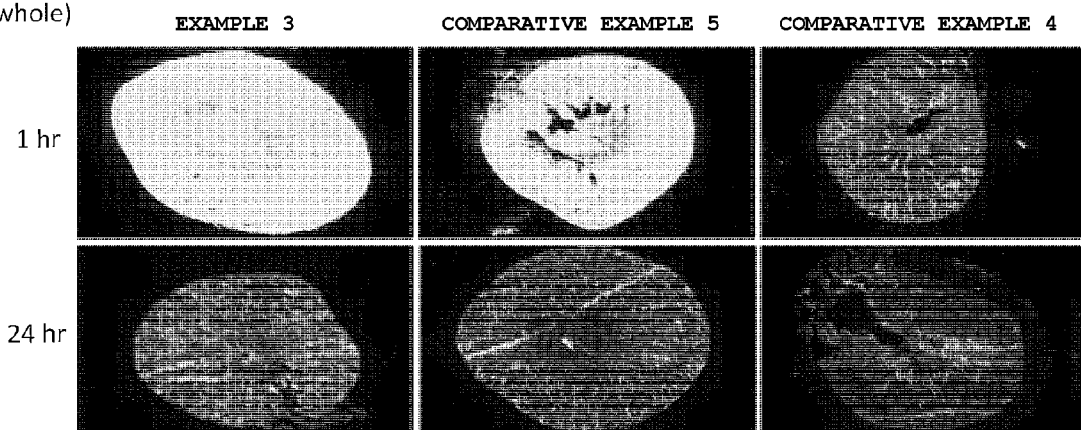 whole)
EXAMPLE 3 COMPARATIVE EXAMPLE 5 COMPARATIVE EXAMPLE 4
1 hr
24 hr